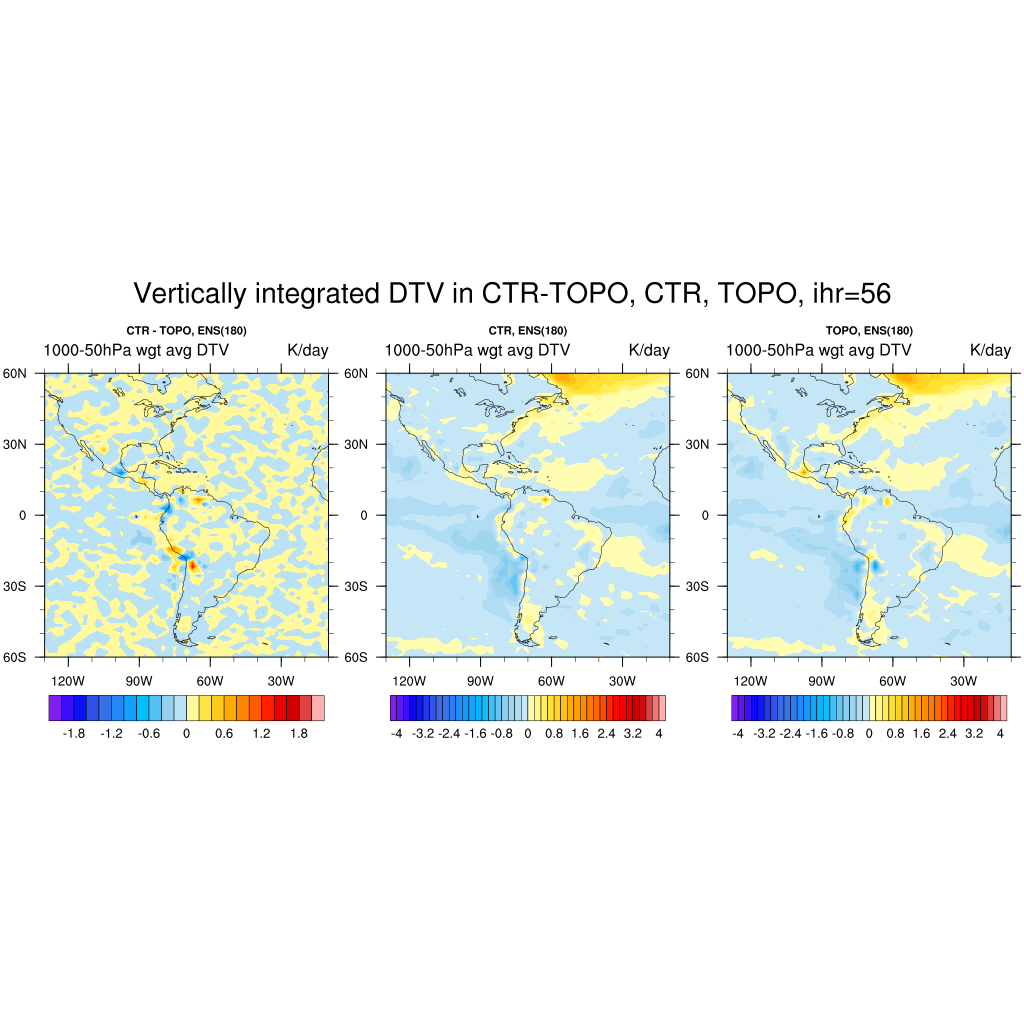 Vertically integrated DTV in CTR-TOPO, CTR, TOPO, ihr=56
CTR - TOPO, ENS(180)
1000-50hPa wgt avg DTV K/day
60N
30N
0
30S
60S
120W 90W 60W 30W
-1.8 -1.2 -0.6 0 0.6 1.2 1.8
CTR, ENS(180)
1000-50hPa wgt avg DTV K/day
60N
30N
0
30S
60S
120W 90W 60W 30W
-4 -3.2 -2.4 -1.6 -0.8 0 0.8 1.6 2.4 3.2 4
TOPO, ENS(180)
1000-50hPa wgt avg DTV K/day
60N
30N
0
30S
60S
120W 90W 60W 30W
-4 -3.2 -2.4 -1.6 -0.8 0 0.8 1.6 2.4 3.2 4